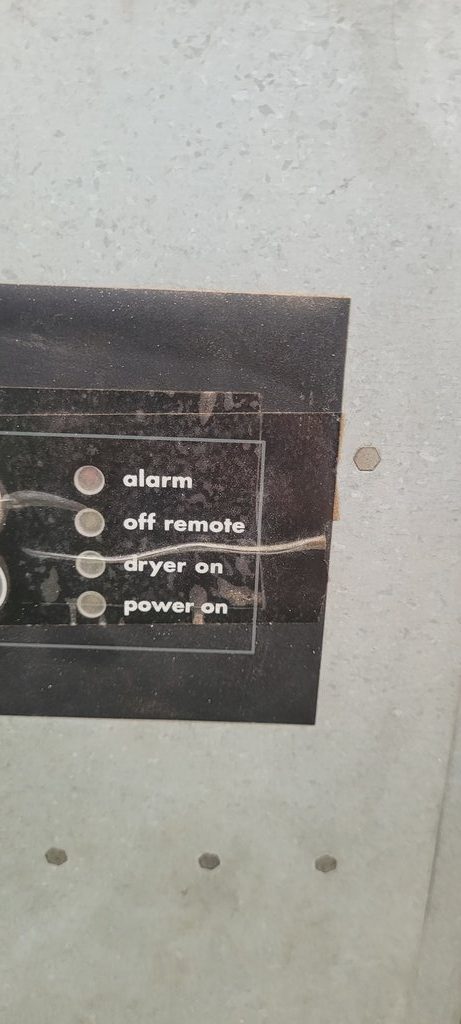 alarm
off remote
dryer on
power on